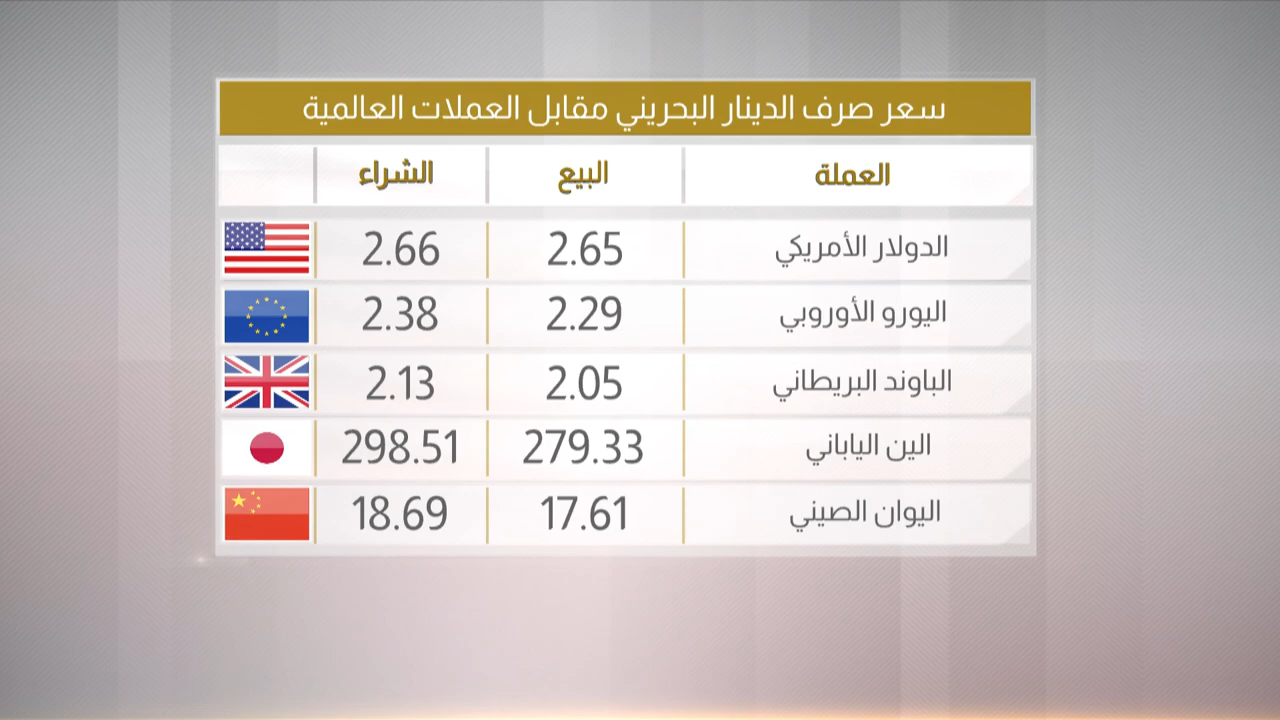 سعر صرف الدينار البحريني مقابل العملات العالمية
العملة البيع الشراء
الدولار الأمريكي 2.65 2.66
اليورو الأوروبي 2.29 2.38
الباوند البريطاني 2.05 2.13
الين الياباني 279.33 298.51
اليوان الصيني 17.61 18.69